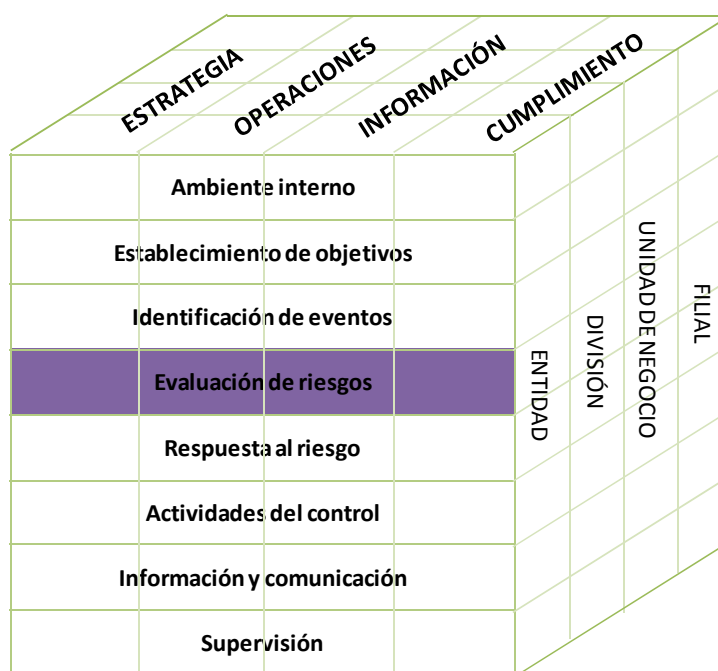 ESTRATEGIA
OPERACIONES
INFORMACIÓN
CUMPLIMIENTO
Ambiente interno
Establecimiento de objetivos
Identificación de eventos
Evaluación de riesgos
Respuesta al riesgo
Actividades del control
Información y comunicación
Supervisión
ENTIDAD
DIVISIÓN
UNIDAD DE NEGOCIO
FILIAL